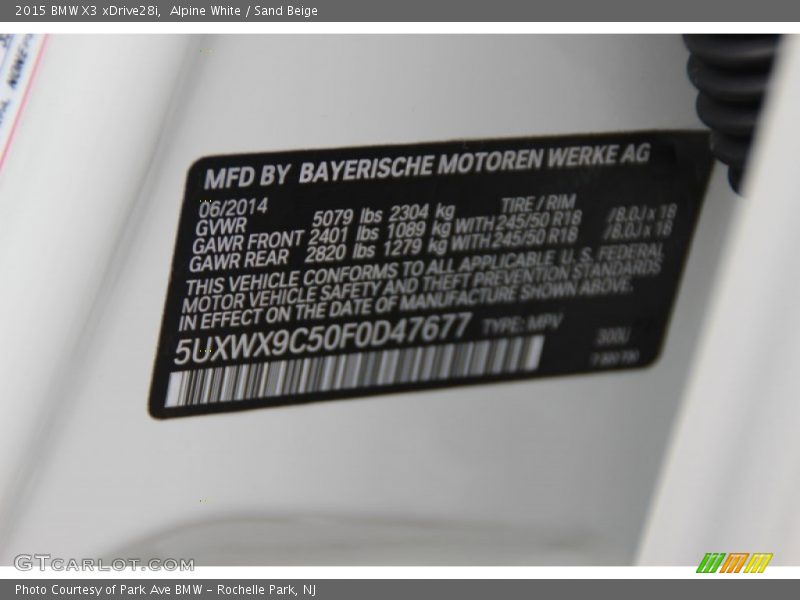 2015 BMW X3 xDrive28i,  Alpine White / Sand Beige
MFD BY BAYERISCHE MOTOREN WERKE AG
06/2014 TIRE / RIM
GVWR 5079 lbs 2304 kg
GAWR FRONT 2401 lbs 1089 kg WITH 245/50 R18 /8.0J x 18
GAWR REAR 2820 lbs 1279 kg WITH 245/50 R18 /8.0J x 18
THIS VEHICLE CONFORMS TO ALL APPLICABLE U. S. FEDERAL
MOTOR VEHICLE SAFETY AND THEFT PREVENTION STANDARDS
IN EFFECT ON THE DATE OF MANUFACTURE SHOWN ABOVE.
5UXWX9C50F0D47677 TYPE: MPV
300U
GTCARLOT.COM
Photo Courtesy of Park Ave BMW - Rochelle Park, NJ